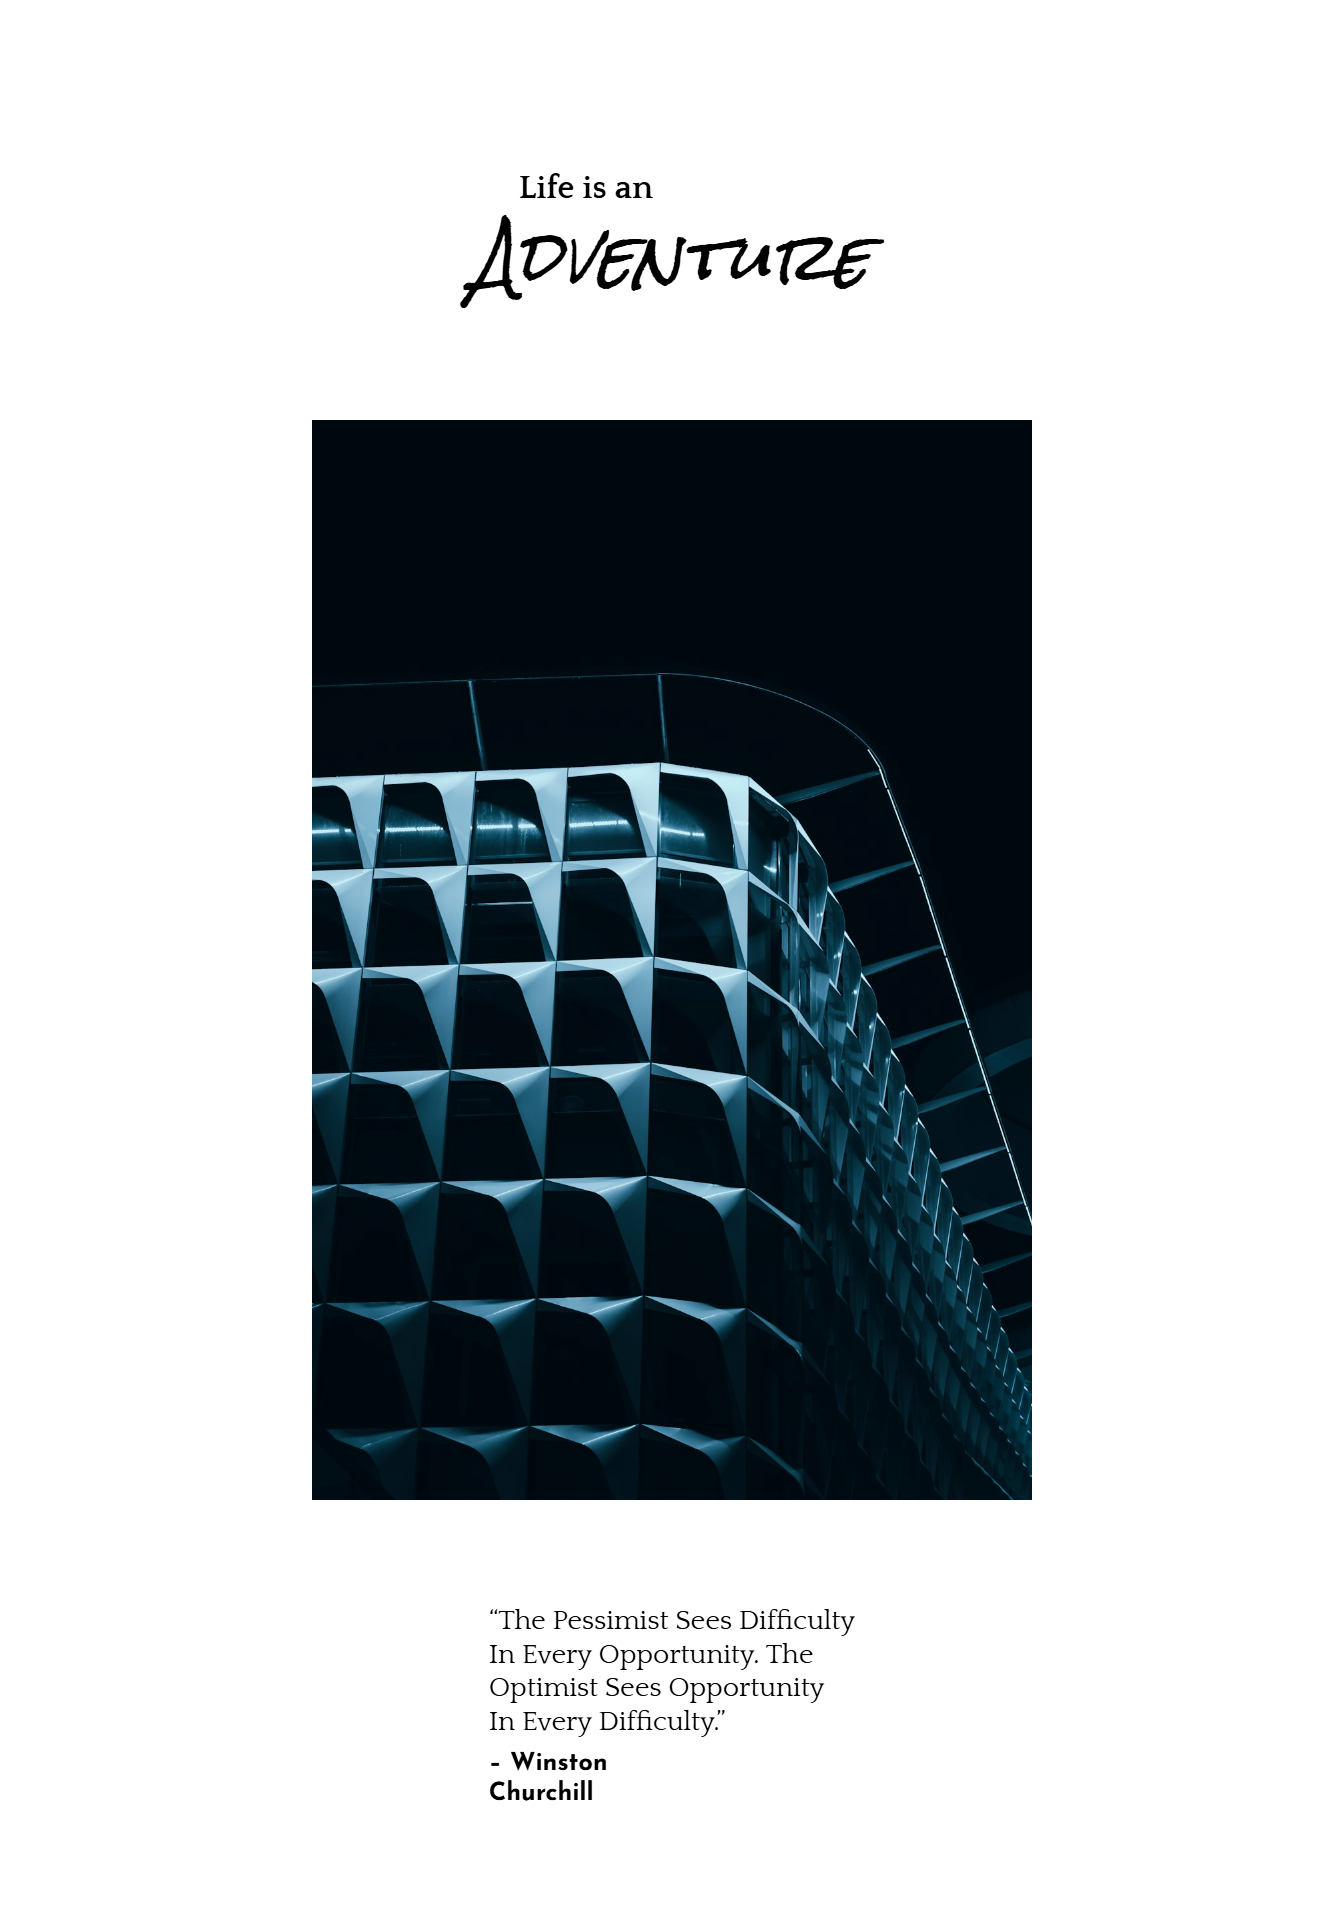 Life is an
ADVENTURE
“The Pessimist Sees Difficulty
In Every Opportunity. The
Optimist Sees Opportunity
In Every Difficulty.”
- Winston
Churchill